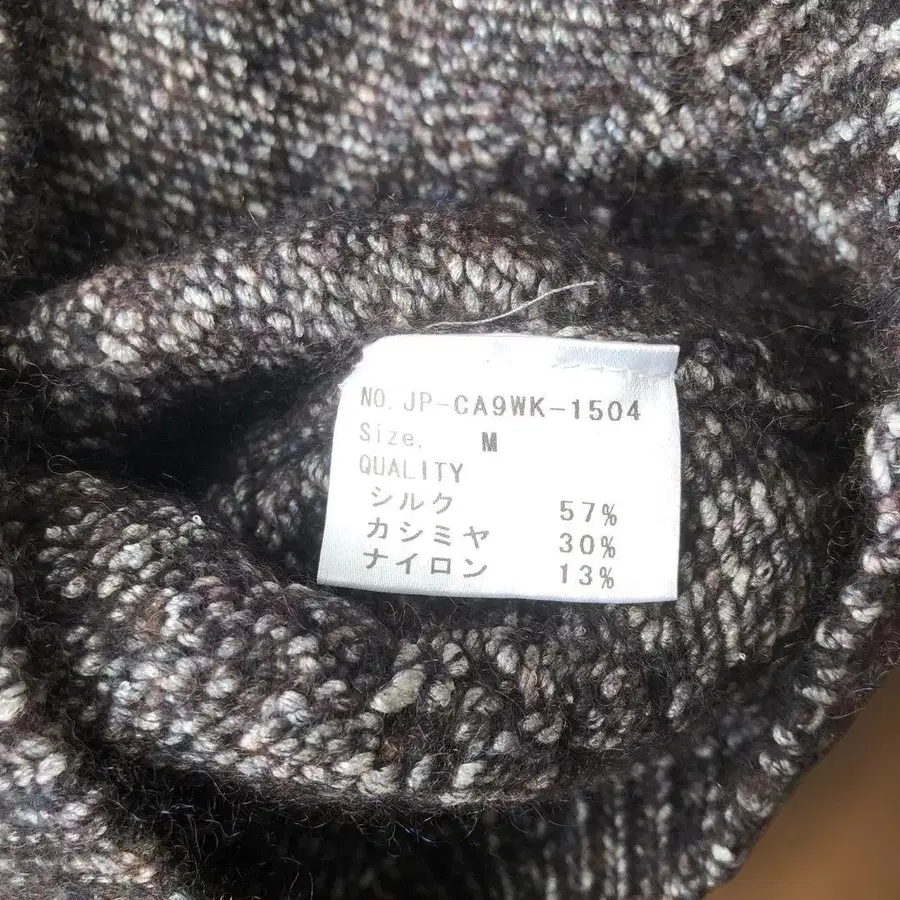 NO. JP-CA9WK-1504
Size. M
QUALITY
シルク 57%
カシミヤ 30%
ナイロン 13%